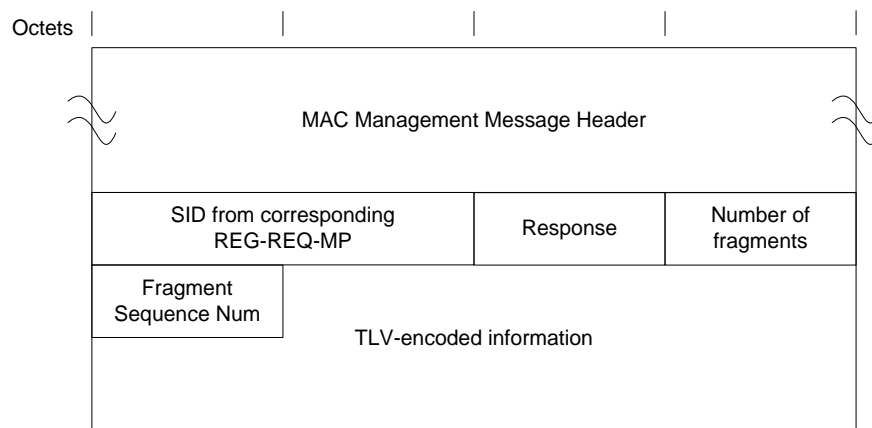 Octets
MAC Management Message Header
SID from corresponding
REG-REQ-MP
Response
Number of
fragments
Fragment
Sequence Num
TLV-encoded information